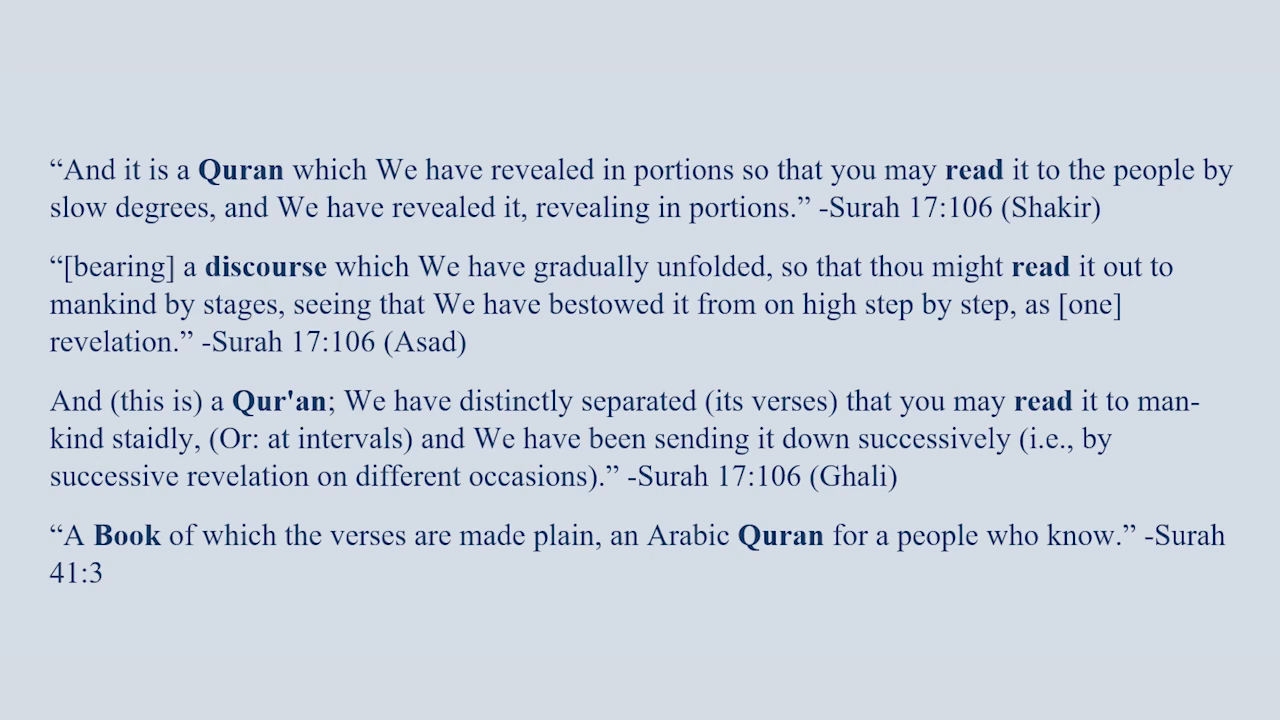 “And it is a Quran which We have revealed in portions so that you may read it to the people by
slow degrees, and We have revealed it, revealing in portions.” -Surah 17:106 (Shakir)
“[bearing] a discourse which We have gradually unfolded, so that thou might read it out to
mankind by stages, seeing that We have bestowed it from on high step by step, as [one]
revelation.” -Surah 17:106 (Asad)
And (this is) a Qur'an; We have distinctly separated (its verses) that you may read it to man-
kind staidly, (Or: at intervals) and We have been sending it down successively (i.e., by
successive revelation on different occasions).” -Surah 17:106 (Ghali)
“A Book of which the verses are made plain, an Arabic Quran for a people who know.” -Surah
41:3